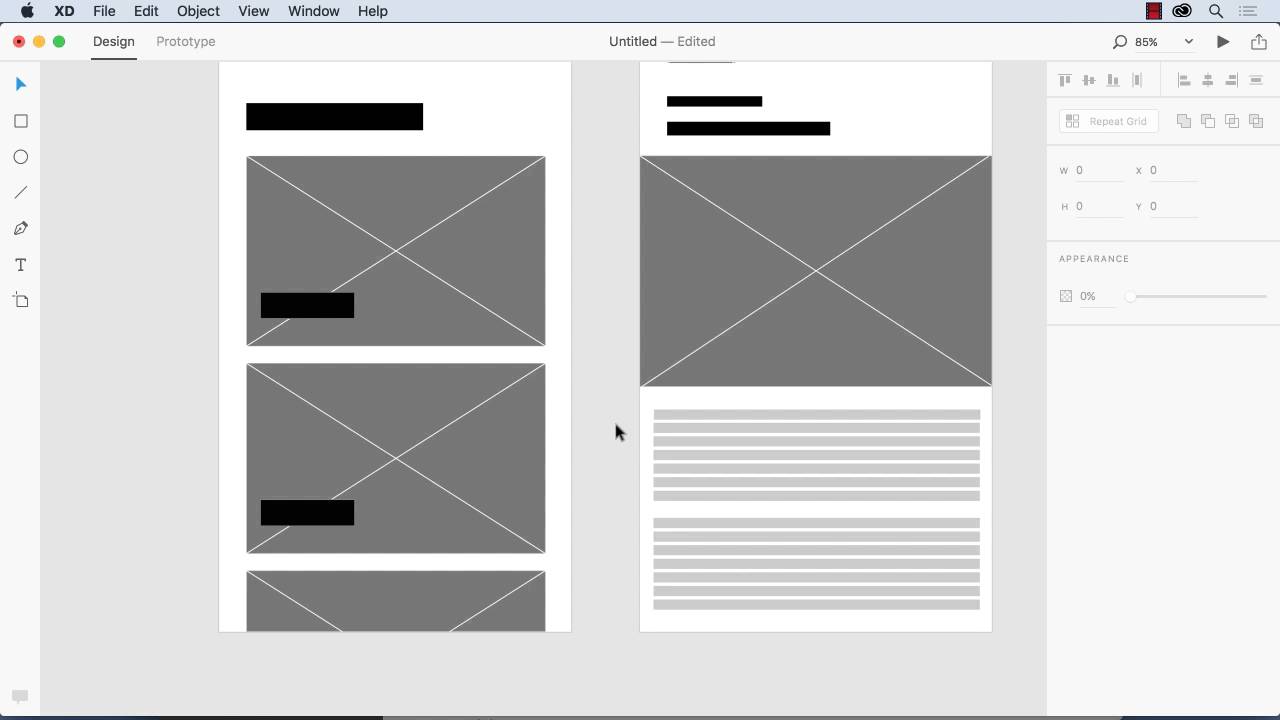 XD File Edit Object View Window Help
Design Prototype Untitled — Edited 85%
Repeat Grid
W 0 X 0
H 0 Y 0
APPEARANCE
0%